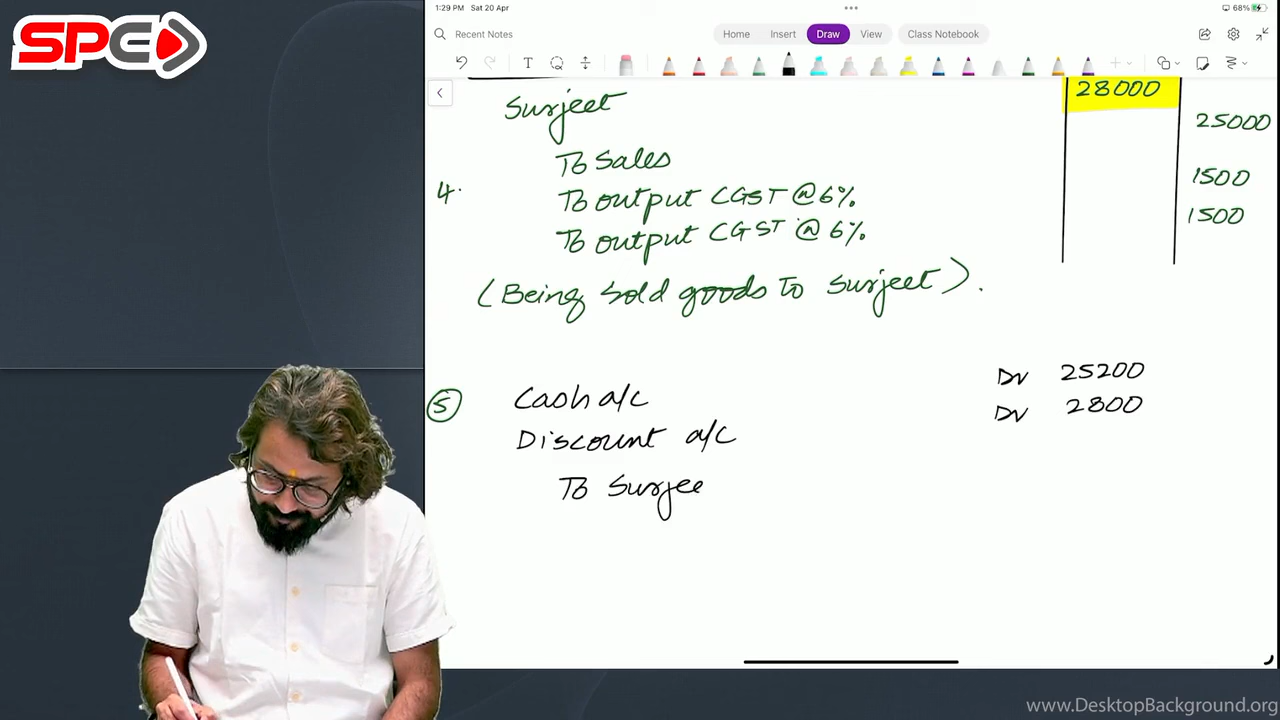 SPE
1:29 PM Sat 20 Apr
68%
Recent Notes
Home Insert Draw View Class Notebook
T
Surjeet 28000
25000
To Sales
4. To output CGST @ 6% 1500
To output CGST @ 6% 1500
(Being sold goods to Surjeet).
5 Cash a/c Dr 25200
Discount a/c Dr 2800
To Surjee
www.DesktopBackground.org